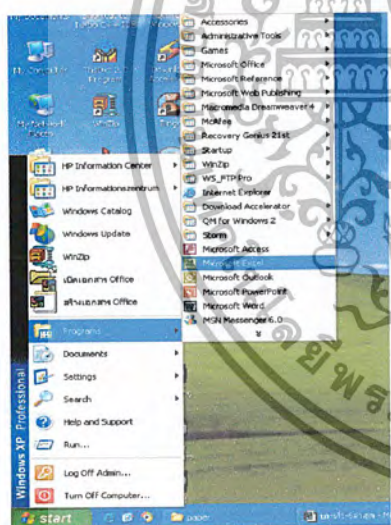 Accessories
Administrative Tools
Games
Microsoft Office
Microsoft Reference
Microsoft Web Publishing
Macromedia Dreamweaver 4
McAfee
Recovery Genius 21st
Startup
WinZip
WS_FTP Pro
Internet Explorer
Download Accelerator
QM for Windows 2
Storm
Microsoft Access
Microsoft Excel
Microsoft Outlook
Microsoft PowerPoint
Microsoft Word
MSN Messenger 6.0
My Computer
WinZip
HP Information Center
HP Informationszentrum
Windows Catalog
Windows Update
WinZip
เปิดเอกสาร Office
สร้างเอกสาร Office
Programs
Documents
Settings
Search
Help and Support
Run...
Log Off Admin...
Turn Off Computer...
Windows XP Professional
start
paper